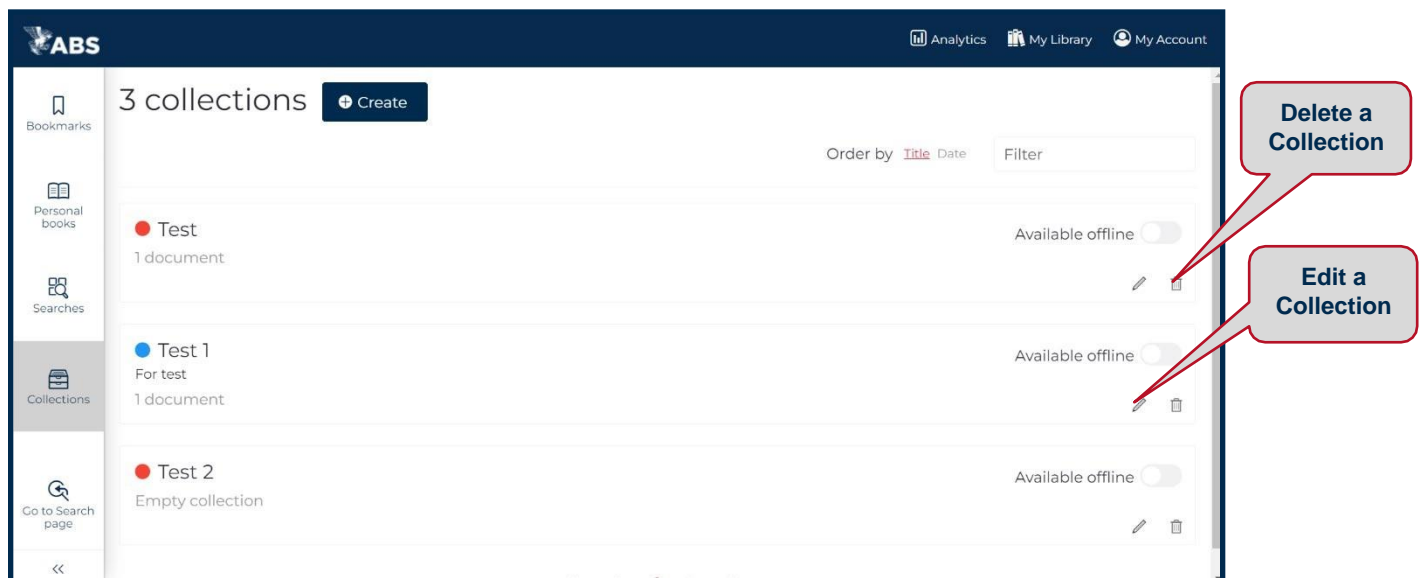 ABS
Analytics My Library My Account
3 collections Create
Bookmarks
Order by Title Date Filter
Personal
books
Searches
Collections
Go to Search
page
Test
1 document
Available offline
Test 1
For test
1 document
Available offline
Test 2
Empty collection
Available offline
Delete a
Collection
Edit a
Collection